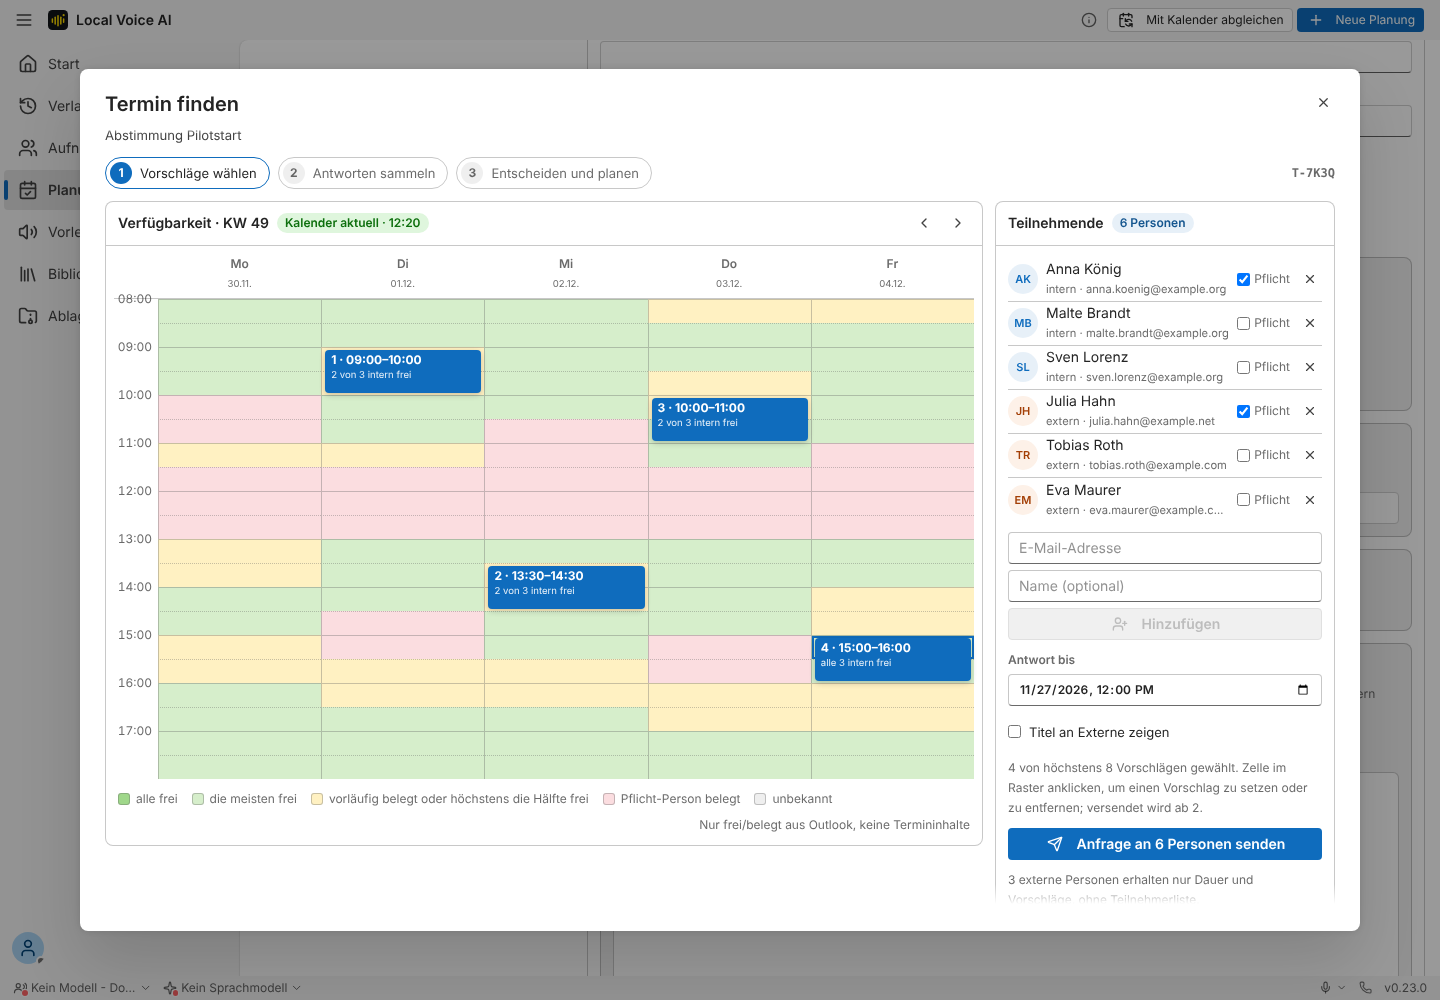 Local Voice AI
Mit Kalender abgleichen
Neue Planung
Start
Termin finden
Abstimmung Pilotstart
1 Vorschläge wählen
2 Antworten sammeln
3 Entscheiden und planen
T-7K3Q
Verfügbarkeit · KW 49
Kalender aktuell · 12:20
Mo
Di
Mi
Do
Fr
30.11.
01.12.
02.12.
03.12.
04.12.
08:00
09:00
1 · 09:00–10:00
2 von 3 intern frei
10:00
3 · 10:00–11:00
2 von 3 intern frei
11:00
12:00
13:00
2 · 13:30–14:30
2 von 3 intern frei
14:00
15:00
4 · 15:00–16:00
alle 3 intern frei
16:00
17:00
alle frei
die meisten frei
vorläufig belegt oder höchstens die Hälfte frei
Pflicht-Person belegt
unbekannt
Nur frei/belegt aus Outlook, keine Termininhalte
Teilnehmende
6 Personen
AK
Anna König
intern · anna.koenig@example.org
Pflicht
MB
Malte Brandt
intern · malte.brandt@example.org
Pflicht
SL
Sven Lorenz
intern · sven.lorenz@example.org
Pflicht
JH
Julia Hahn
extern · julia.hahn@example.net
Pflicht
TR
Tobias Roth
extern · tobias.roth@example.com
Pflicht
EM
Eva Maurer
extern · eva.maurer@example.c...
Pflicht
E-Mail-Adresse
Name (optional)
Hinzufügen
Antwort bis
11/27/2026, 12:00 PM
Titel an Externe zeigen
4 von höchstens 8 Vorschlägen gewählt. Zelle im
Raster anklicken, um einen Vorschlag zu setzen oder
zu entfernen; versendet wird ab 2.
Anfrage an 6 Personen senden
3 externe Personen erhalten nur Dauer und
Vorschläge, ohne Teilnehmerliste
Verla
Aufn
Planu
Vorle
Biblic
Ablag
ern
Kein Modell - Do...
Kein Sprachmodell
v0.23.0